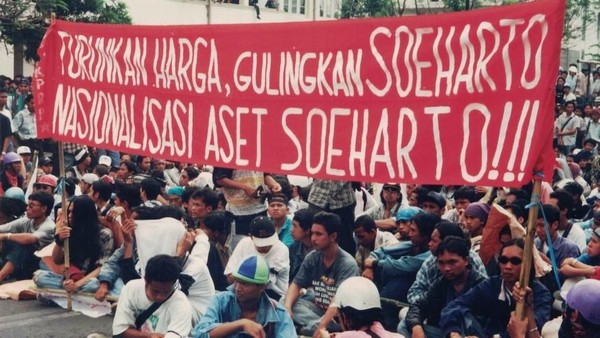 TURUNKAN HARGA, GULINGKAN SOEHARTO
NASIONALISASI ASET SOEHARTO!!!